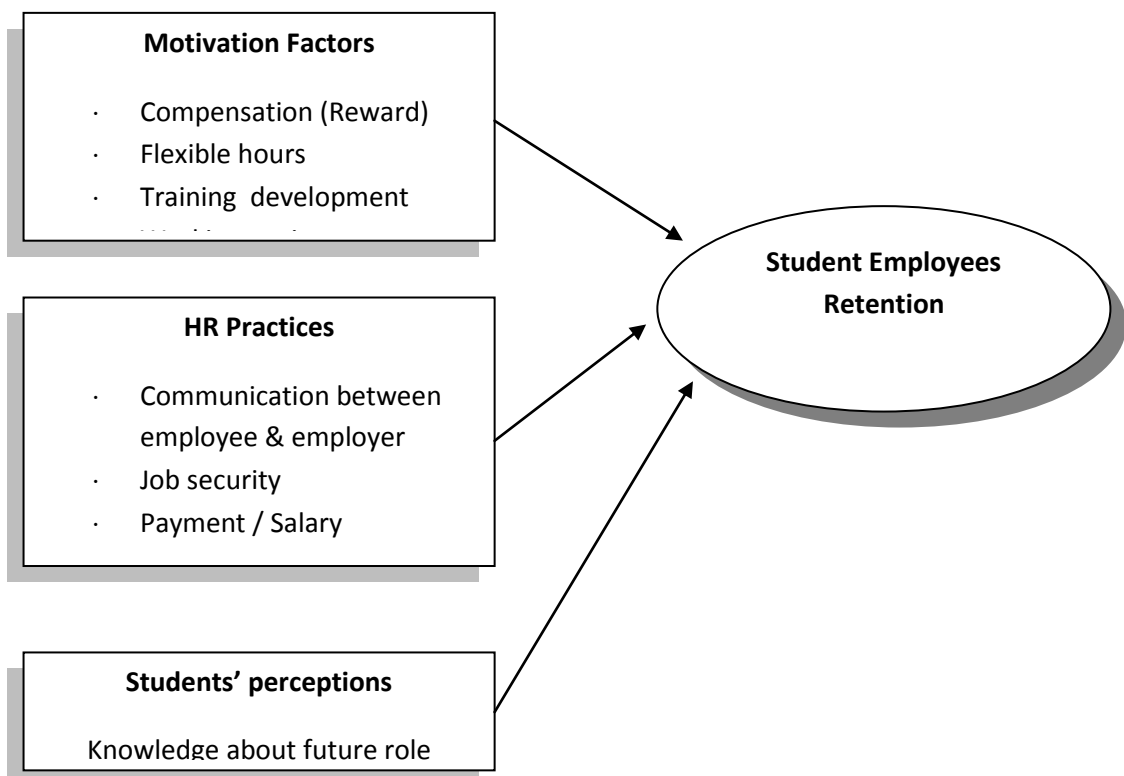 Motivation Factors
· Compensation (Reward)
· Flexible hours
· Training development
HR Practices
· Communication between
employee & employer
· Job security
· Payment / Salary
Students’ perceptions
Knowledge about future role
Student Employees
Retention